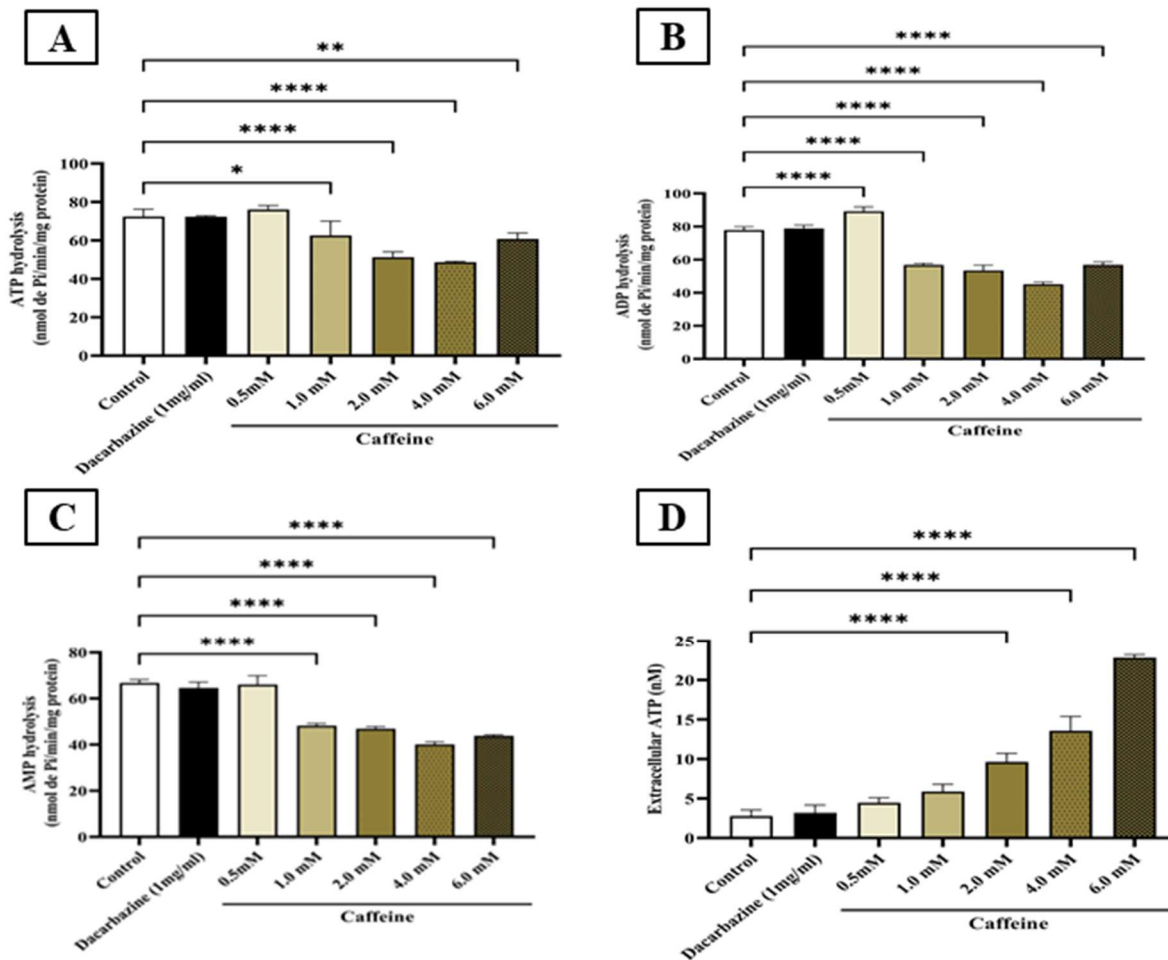 A
**
****
****
*
100
80
60
40
20
0
ATP hydrolysis
(nmol de Pi/min/mg protein)
Control
Dacarbazine (1mg/ml)
0.5mM
1.0 mM
2.0 mM
4.0 mM
6.0 mM
Caffeine
B
****
****
****
****
****
100
80
60
40
20
0
ADP hydrolysis
(nmol de Pi/min/mg protein)
Control
Dacarbazine (1mg/ml)
0.5mM
1.0 mM
2.0 mM
4.0 mM
6.0 mM
Caffeine
C
****
****
****
****
80
60
40
20
0
AMP hydrolysis
(nmol de Pi/min/mg protein)
Control
Dacarbazine (1mg/ml)
0.5mM
1.0 mM
2.0 mM
4.0 mM
6.0 mM
Caffeine
D
****
****
****
25
20
15
10
5
0
Extracellular ATP (nM)
Control
Dacarbazine (1mg/ml)
0.5mM
1.0 mM
2.0 mM
4.0 mM
6.0 mM
Caffeine